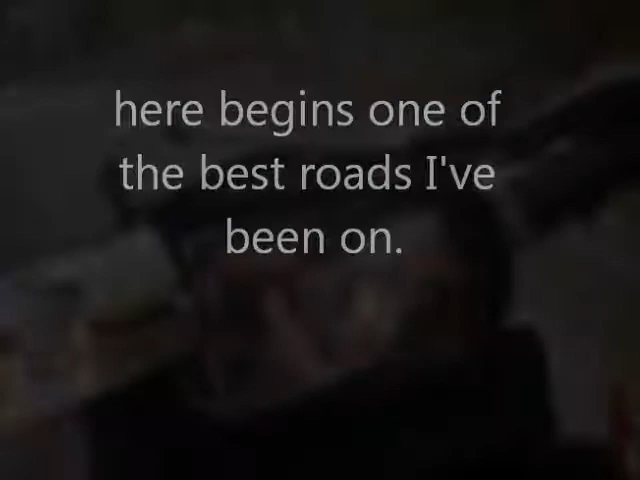 here begins one of
the best roads I've
been on.